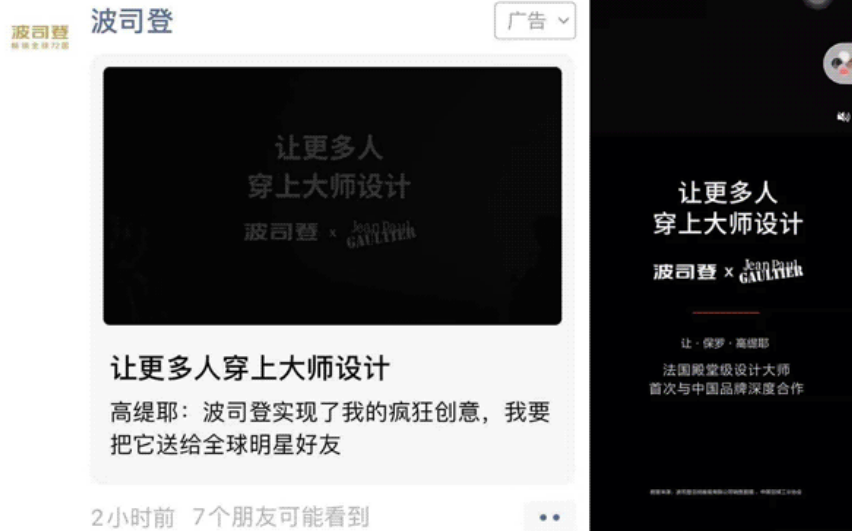 波司登
畅销全球72国
波司登
广告
让更多人
穿上大师设计
波司登 x Jean Paul GAULTIER
让更多人穿上大师设计
高缇耶：波司登实现了我的疯狂创意，我要
把它送给全球明星好友
2小时前 7个朋友可能看到
让更多人
穿上大师设计
波司登 x Jean Paul GAULTIER
让·保罗·高缇耶
法国殿堂级设计大师
首次与中国品牌深度合作